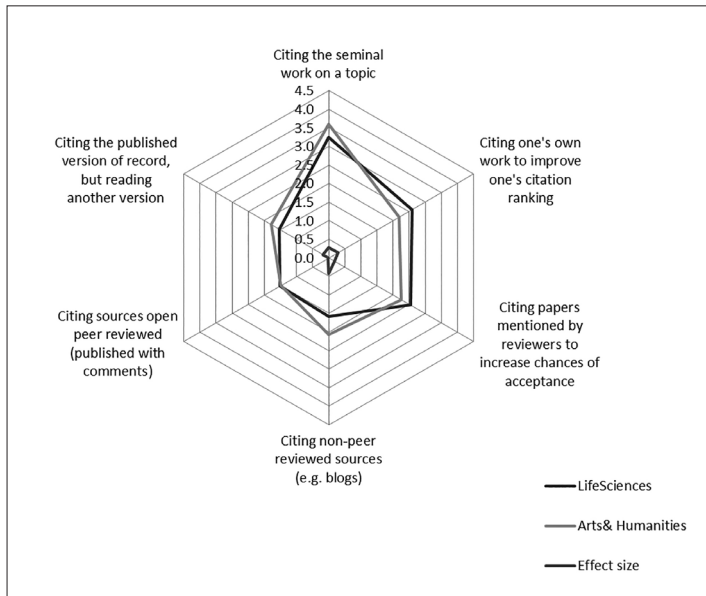 Citing the seminal
work on a topic
4.5
4.0
3.5
3.0
2.5
2.0
1.5
1.0
0.5
0.0
Citing one's own
work to improve
one's citation
ranking
Citing papers
mentioned by
reviewers to
increase chances of
acceptance
Citing non-peer
reviewed sources
(e.g. blogs)
Citing sources open
peer reviewed
(published with
comments)
Citing the published
version of record,
but reading
another version
LifeSciences
Arts& Humanities
Effect size